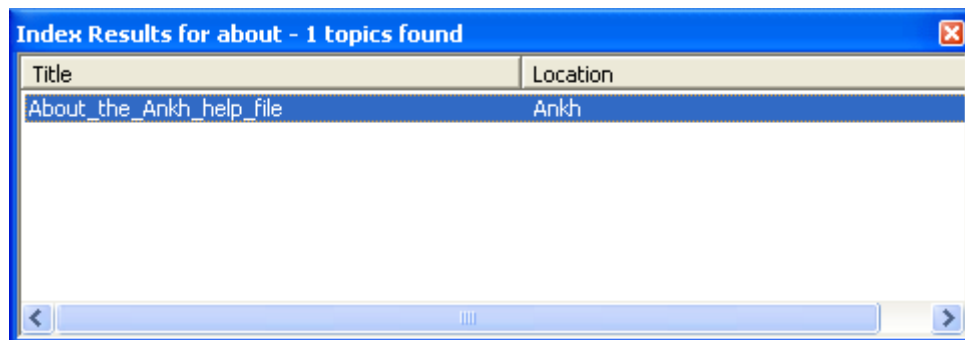 Index Results for about - 1 topics found
Title Location
About_the_Ankh_help_file Ankh